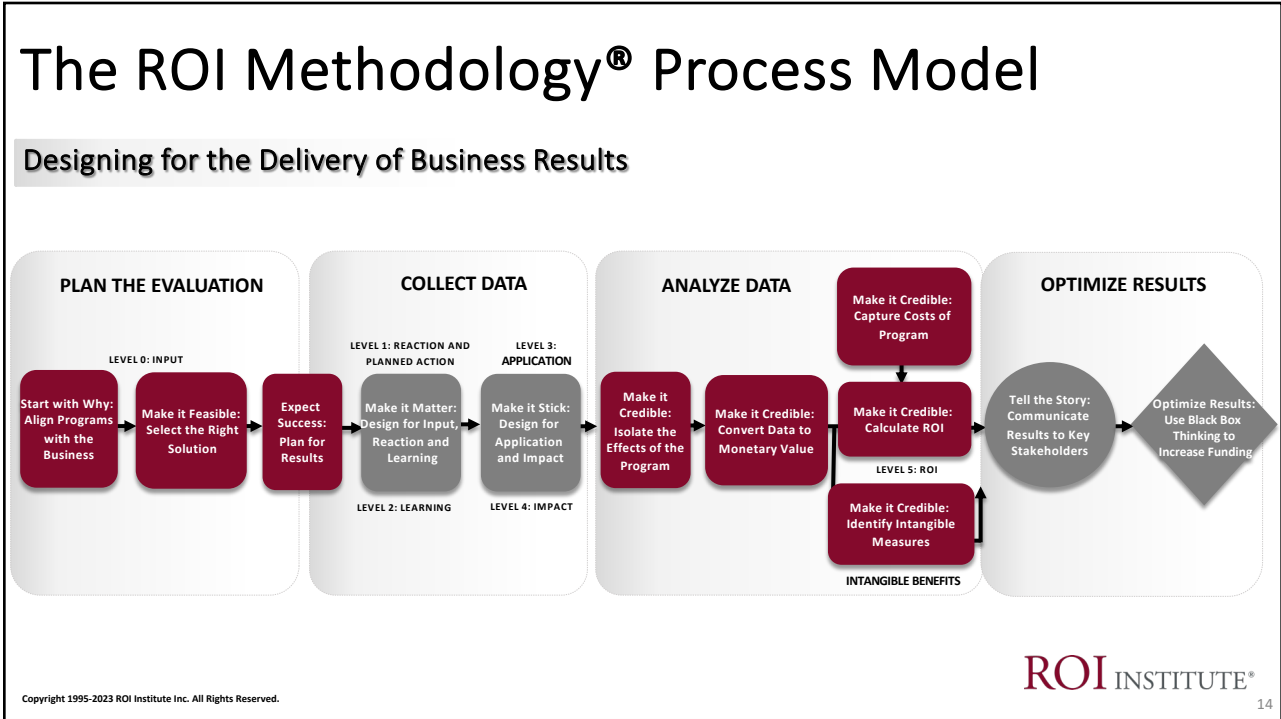 The ROI Methodology® Process Model
Designing for the Delivery of Business Results
PLAN THE EVALUATION
LEVEL 0: INPUT
Start with Why:
Align Programs
with the
Business
Make it Feasible:
Select the Right
Solution
Expect
Success:
Plan for
Results
COLLECT DATA
LEVEL 1: REACTION AND
PLANNED ACTION
Make it Matter:
Design for Input,
Reaction and
Learning
LEVEL 2: LEARNING
LEVEL 3:
APPLICATION
Make it Stick:
Design for
Application
and Impact
LEVEL 4: IMPACT
ANALYZE DATA
Make it
Credible:
Isolate the
Effects of the
Program
Make it Credible:
Convert Data to
Monetary Value
Make it Credible:
Capture Costs of
Program
Make it Credible:
Calculate ROI
LEVEL 5: ROI
Make it Credible:
Identify Intangible
Measures
INTANGIBLE BENEFITS
OPTIMIZE RESULTS
Tell the Story:
Communicate
Results to Key
Stakeholders
Optimize Results:
Use Black Box
Thinking to
Increase Funding
Copyright 1995-2023 ROI Institute Inc. All Rights Reserved.
ROI INSTITUTE®
14